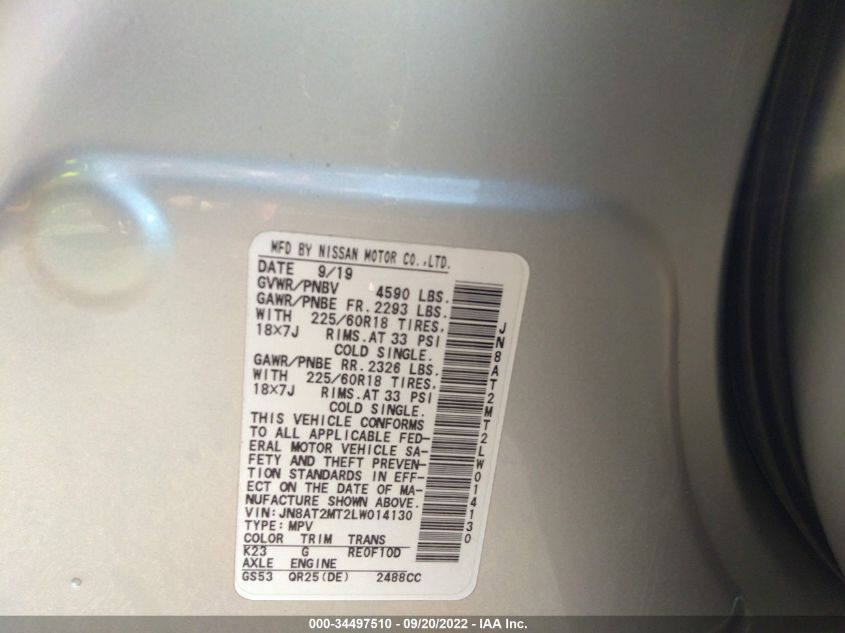 MFD BY NISSAN MOTOR CO.,LTD.
DATE 9/19
GVWR/PNBV 4590 LBS.
GAWR/PNBE FR. 2293 LBS.
WITH 225/60R18 TIRES,
18X7J RIMS.AT 33 PSI
COLD SINGLE.
GAWR/PNBE RR. 2326 LBS.
WITH 225/60R18 TIRES,
18X7J RIMS.AT 33 PSI
COLD SINGLE.
THIS VEHICLE CONFORMS
TO ALL APPLICABLE FED-
ERAL MOTOR VEHICLE SA-
FETY AND THEFT PREVEN-
TION STANDARDS IN EFF-
ECT ON THE DATE OF MA-
NUFACTURE SHOWN ABOVE.
VIN: JN8AT2MT2LW014130
TYPE: MPV
COLOR TRIM TRANS
K23 G RE0F10D
AXLE ENGINE
GS53 QR25(DE) 2488CC
JN8AT2MT2LW014130
000-34497510 - 09/20/2022 - IAA Inc.